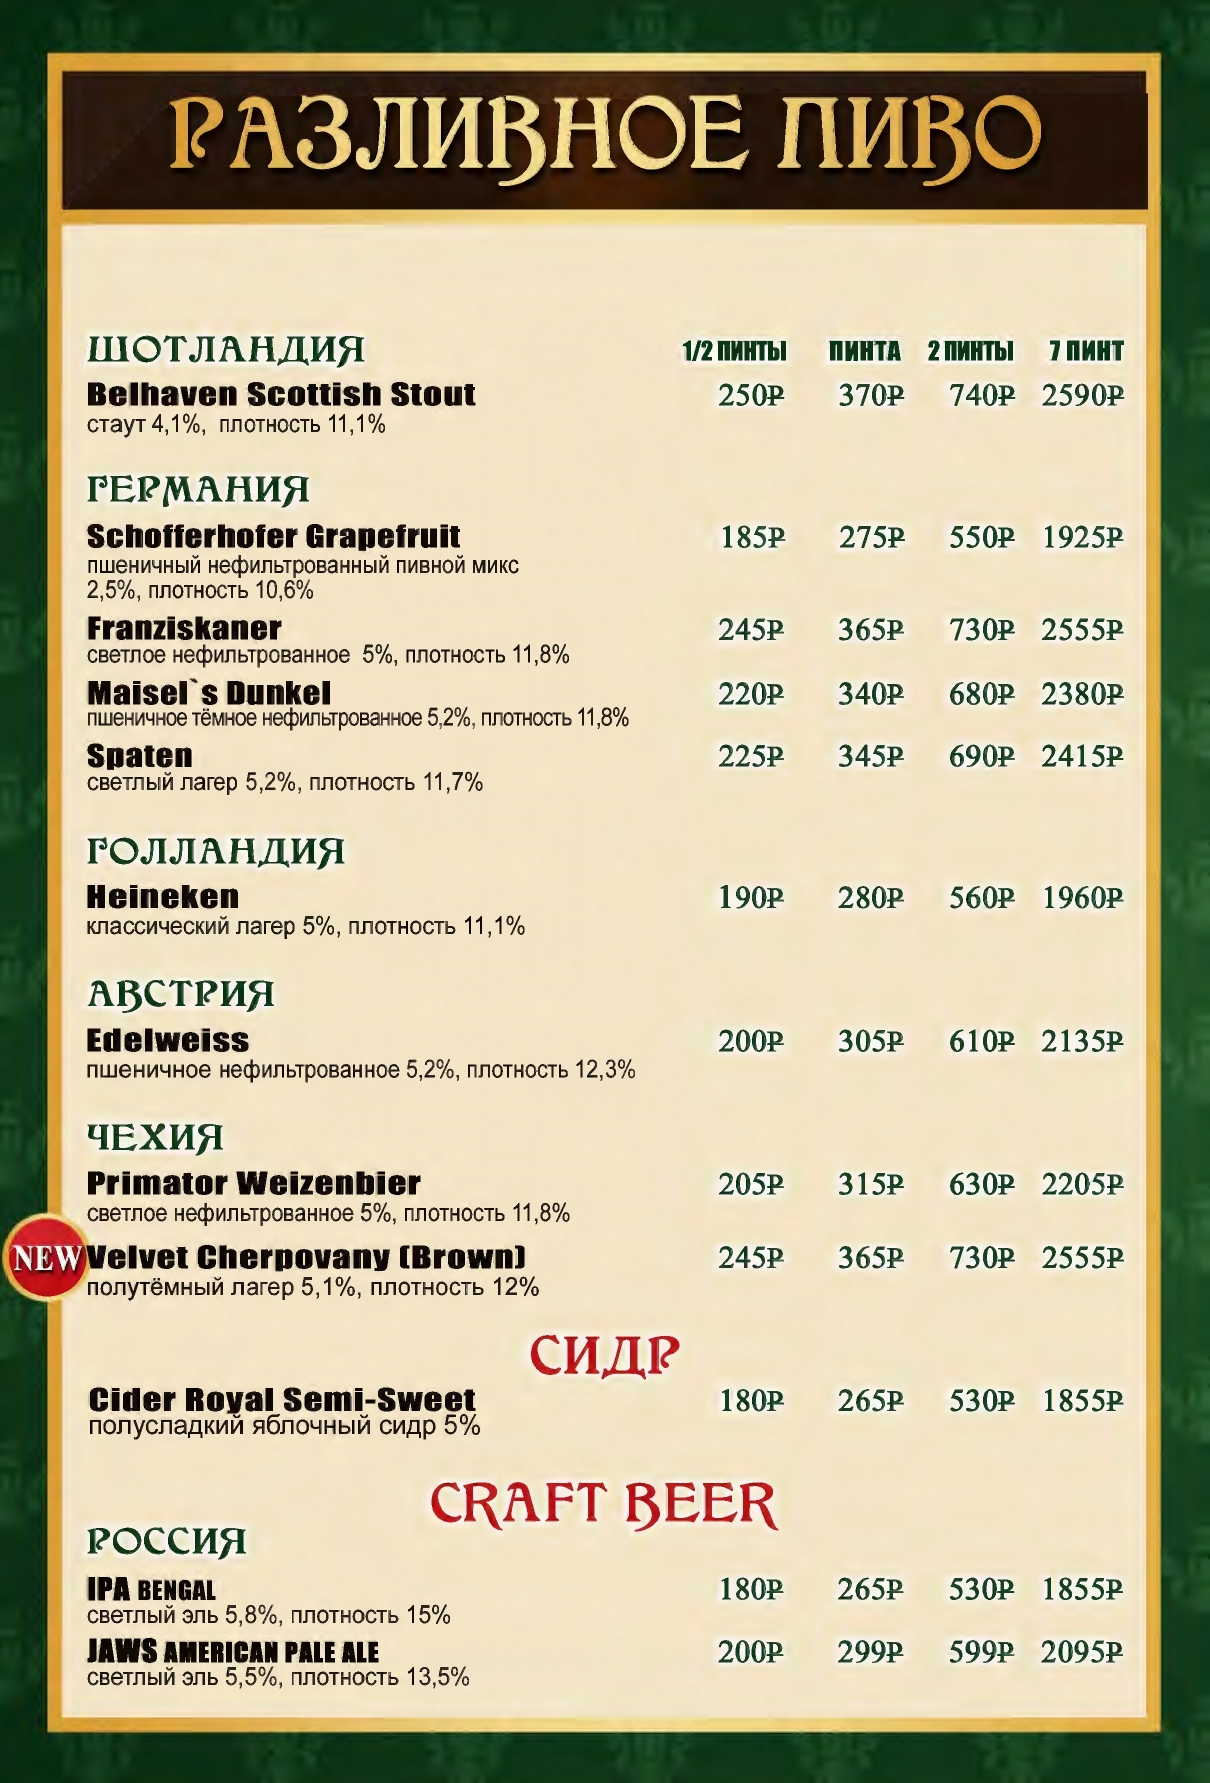 РАЗЛИВНОЕ ПИВО
ШОТЛАНДИЯ 1/2 ПИНТЫ ПИНТА 2 ПИНТЫ 7 ПИНТ
Belhaven Scottish Stout 250₽ 370₽ 740₽ 2590₽
стаут 4,1%, плотность 11,1%
ГЕРМАНИЯ
Schofferhofer Grapefruit 185₽ 275₽ 550₽ 1925₽
пшеничный нефильтрованный пивной микс
2,5%, плотность 10,6%
Franziskaner 245₽ 365₽ 730₽ 2555₽
светлое нефильтрованное 5%, плотность 11,8%
Maisel`s Dunkel 220₽ 340₽ 680₽ 2380₽
пшеничное тёмное нефильтрованное 5,2%, плотность 11,8%
Spaten 225₽ 345₽ 690₽ 2415₽
светлый лагер 5,2%, плотность 11,7%
ГОЛЛАНДИЯ
Heineken 190₽ 280₽ 560₽ 1960₽
классический лагер 5%, плотность 11,1%
АВСТРИЯ
Edelweiss 200₽ 305₽ 610₽ 2135₽
пшеничное нефильтрованное 5,2%, плотность 12,3%
ЧЕХИЯ
Primator Weizenbier 205₽ 315₽ 630₽ 2205₽
светлое нефильтрованное 5%, плотность 11,8%
NEW Velvet Cherpovany (Brown) 245₽ 365₽ 730₽ 2555₽
полутёмный лагер 5,1%, плотность 12%
СИДР
Cider Royal Semi-Sweet 180₽ 265₽ 530₽ 1855₽
полусладкий яблочный сидр 5%
CRAFT BEER
РОССИЯ
IPA BENGAL 180₽ 265₽ 530₽ 1855₽
светлый эль 5,8%, плотность 15%
JAWS AMERICAN PALE ALE 200₽ 299₽ 599₽ 2095₽
светлый эль 5,5%, плотность 13,5%